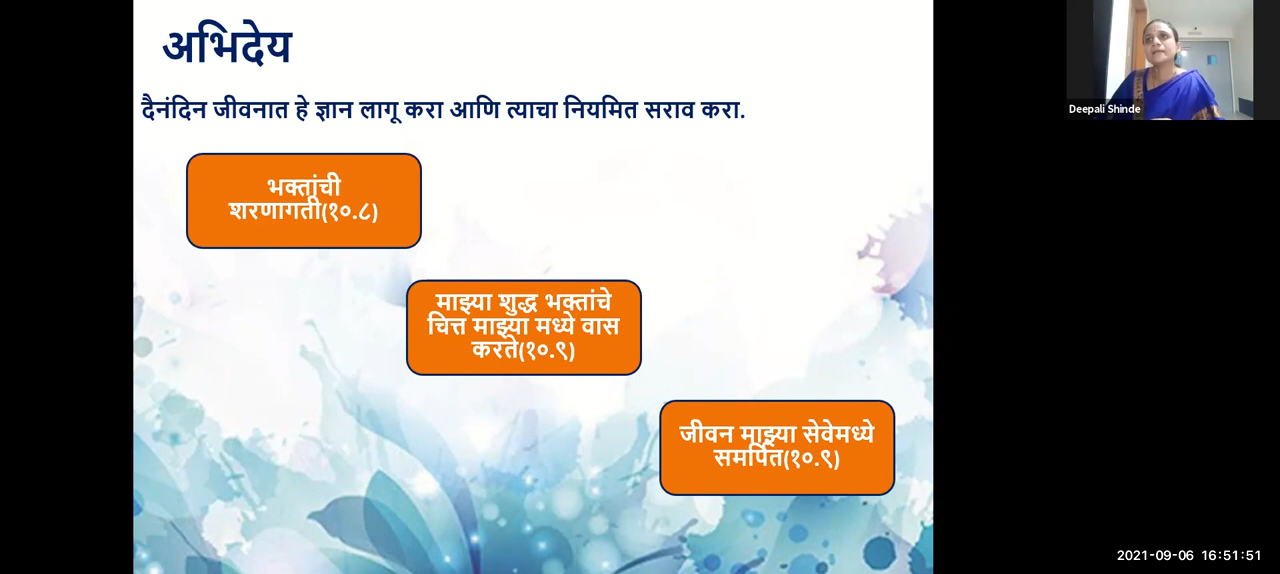 अभिदेय
दैनंदिन जीवनात हे ज्ञान लागू करा आणि त्याचा नियमित सराव करा.
भक्तांची
शरणागती(१०.८)
माझ्या शुद्ध भक्तांचे
चित्त माझ्या मध्ये वास
करते(१०.९)
जीवन माझ्या सेवेमध्ये
समर्पित(१०.९)
Deepali Shinde
2021-09-06 16:51:51